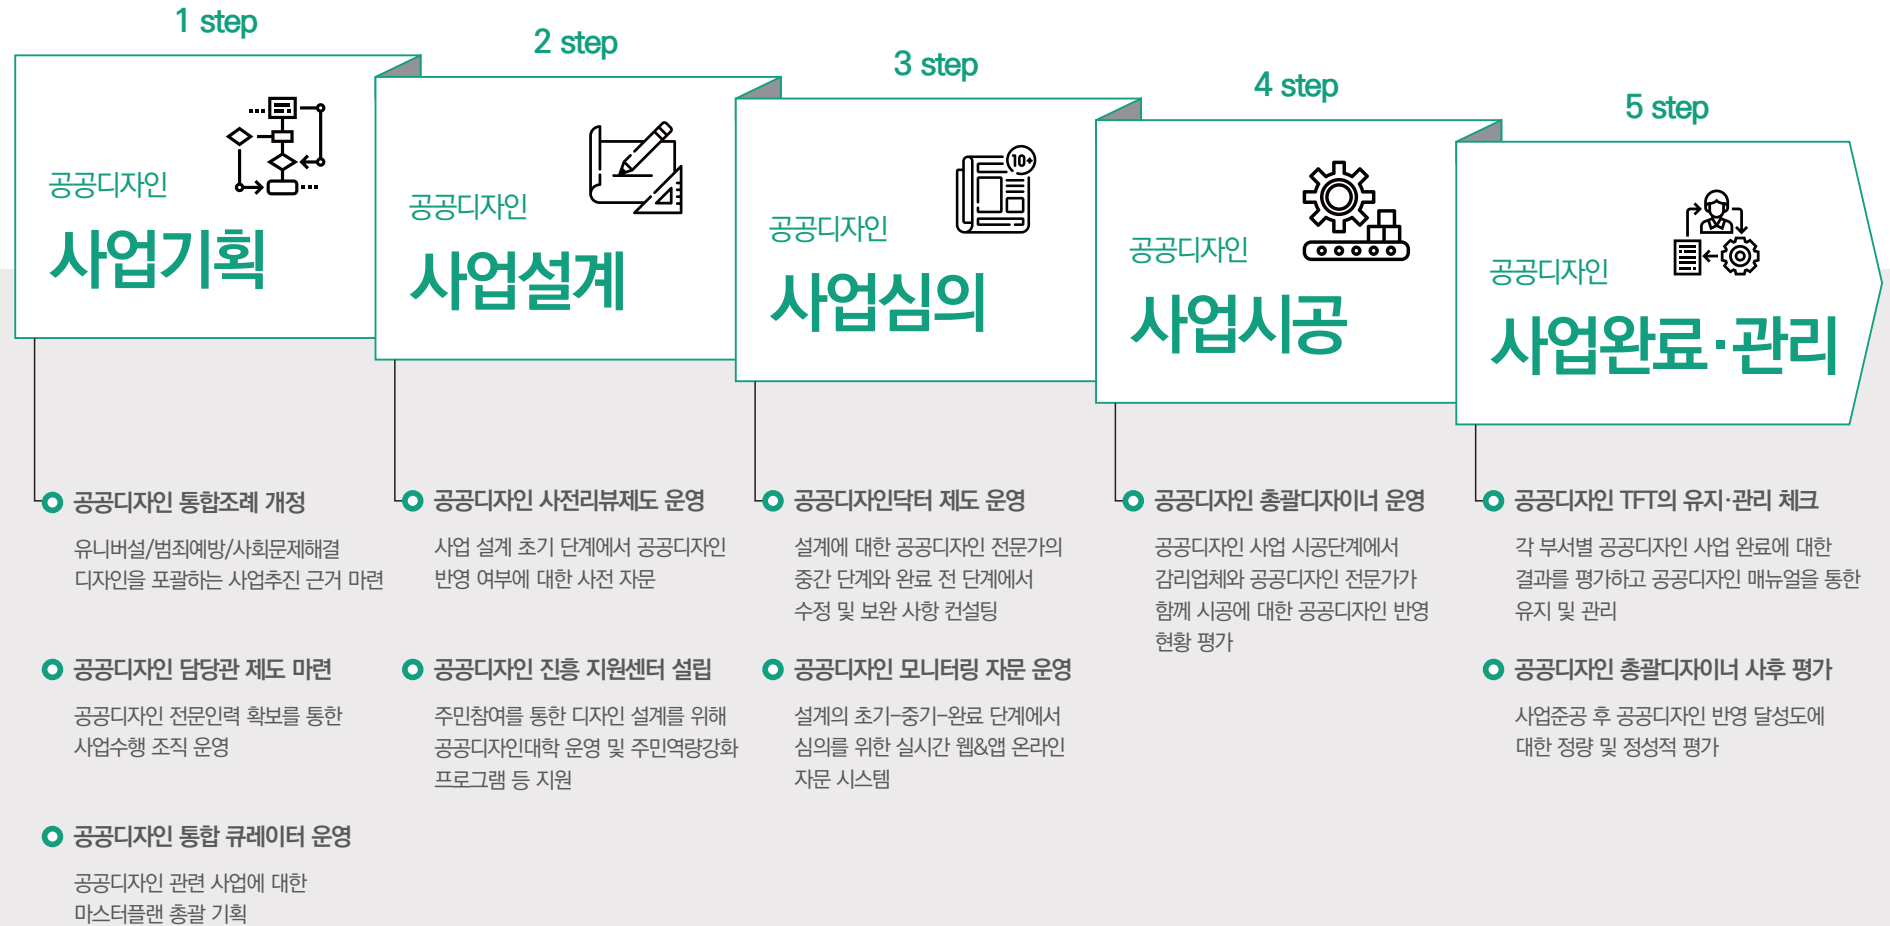 1 step
공공디자인
사업기획
공공디자인 통합조례 개정
유니버설/범죄예방/사회문제해결
디자인을 포괄하는 사업추진 근거 마련
공공디자인 담당관 제도 마련
공공디자인 전문인력 확보를 통한
사업수행 조직 운영
공공디자인 통합 큐레이터 운영
공공디자인 관련 사업에 대한
마스터플랜 총괄 기획
2 step
공공디자인
사업설계
공공디자인 사전리뷰제도 운영
사업 설계 초기 단계에서 공공디자인
반영 여부에 대한 사전 자문
공공디자인 진흥 지원센터 설립
주민참여를 통한 디자인 설계를 위해
공공디자인대학 운영 및 주민역량강화
프로그램 등 지원
3 step
10+
공공디자인
사업심의
공공디자인닥터 제도 운영
설계에 대한 공공디자인 전문가의
중간 단계와 완료 전 단계에서
수정 및 보완 사항 컨설팅
공공디자인 모니터링 자문 운영
설계의 초기-중기-완료 단계에서
심의를 위한 실시간 웹&앱 온라인
자문 시스템
4 step
공공디자인
사업시공
공공디자인 총괄디자이너 운영
공공디자인 사업 시공단계에서
감리업체와 공공디자인 전문가가
함께 시공에 대한 공공디자인 반영
현황 평가
5 step
공공디자인
사업완료·관리
공공디자인 TFT의 유지·관리 체크
각 부서별 공공디자인 사업 완료에 대한
결과를 평가하고 공공디자인 매뉴얼을 통한
유지 및 관리
공공디자인 총괄디자이너 사후 평가
사업준공 후 공공디자인 반영 달성도에
대한 정량 및 정성적 평가